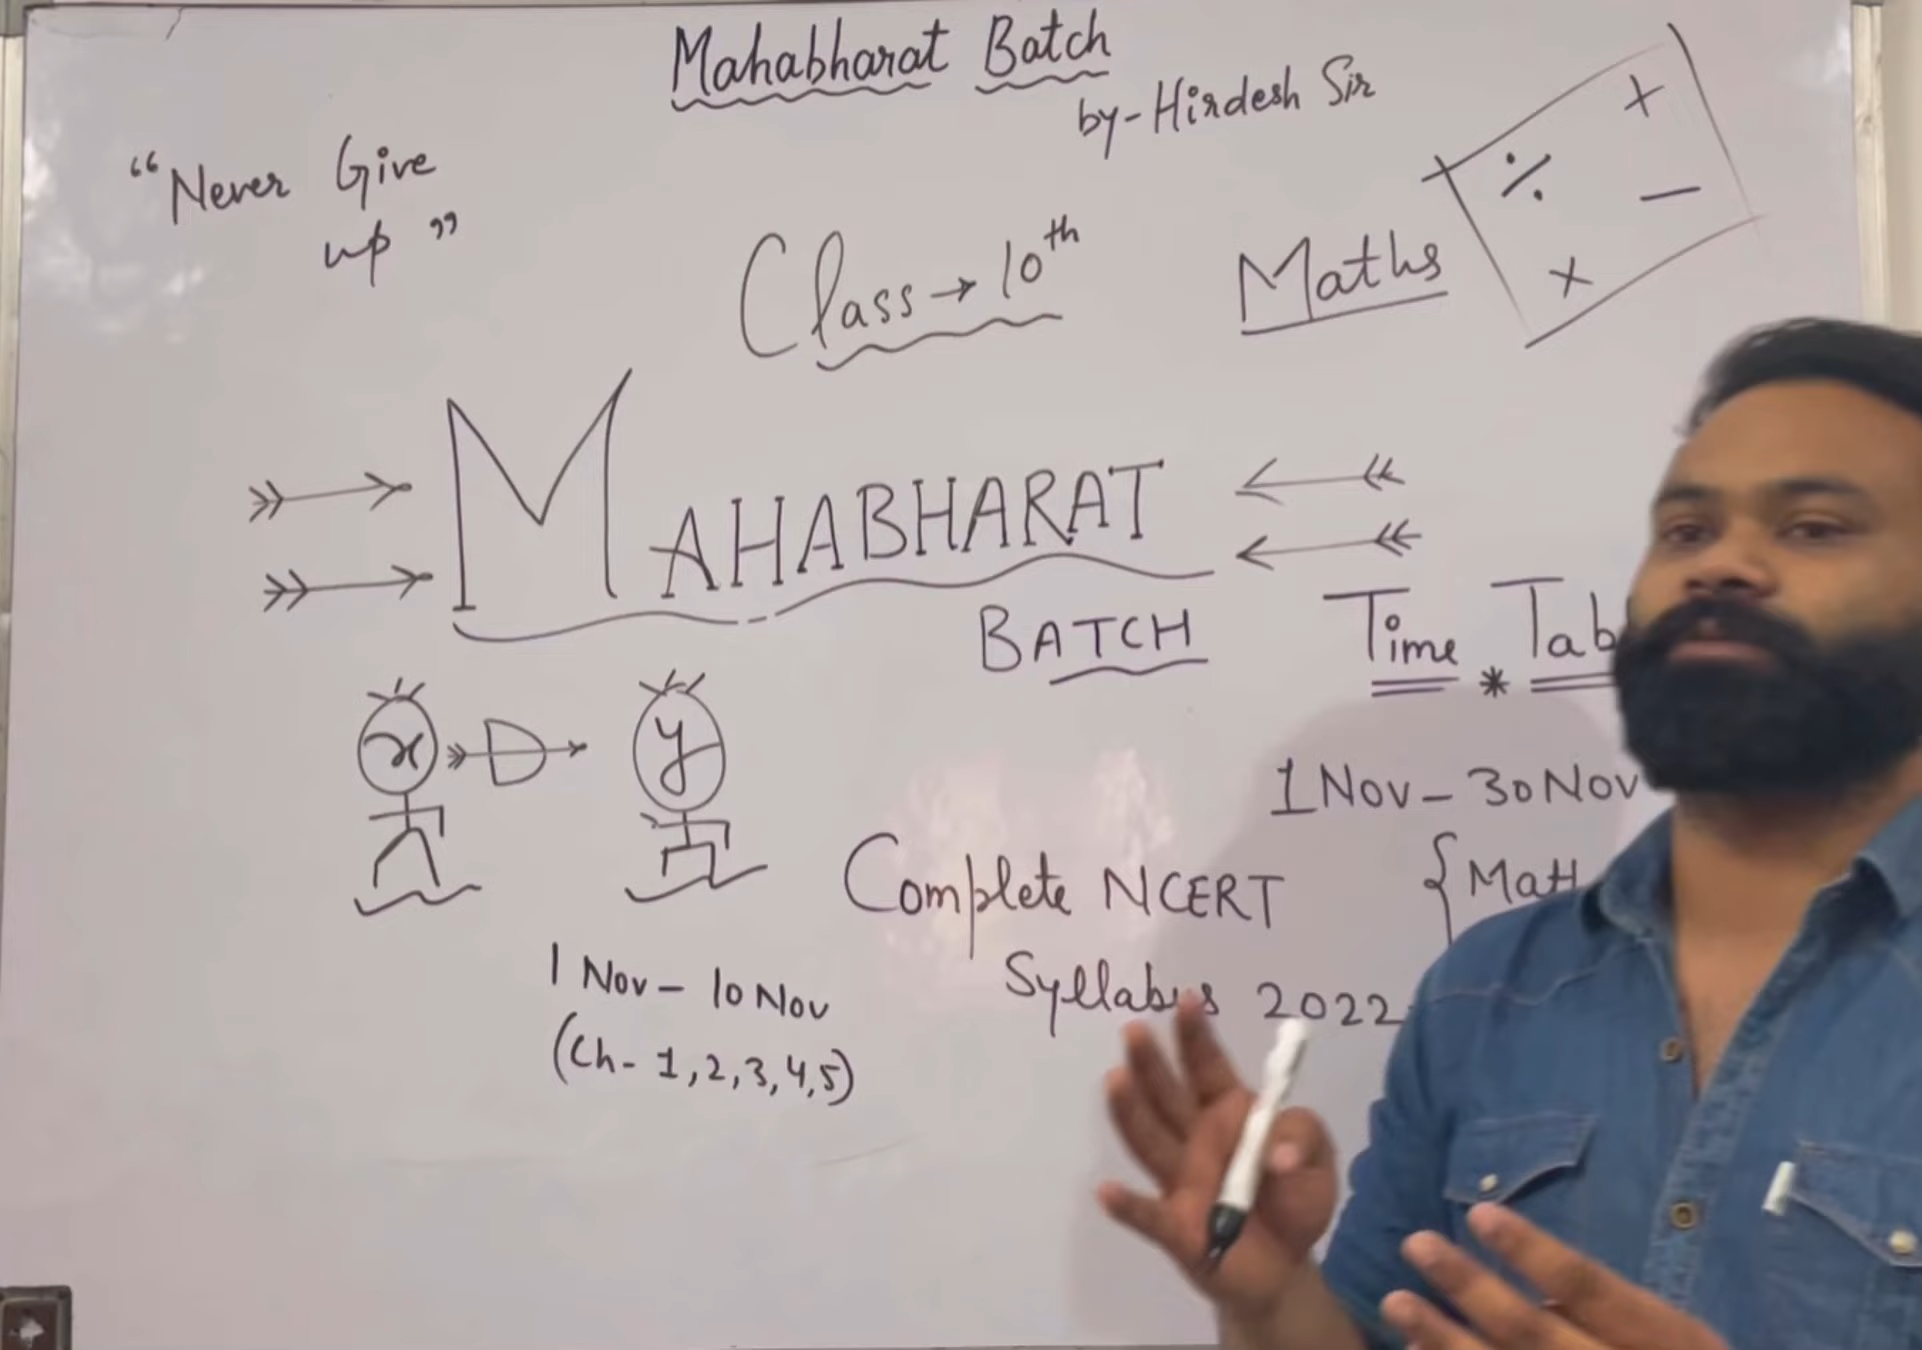 Mahabharat Batch
by-Hirdesh Sir
"Never Give
up"
Class → 10th
Maths
÷ +
× —
MAHABHARAT
BATCH
Time * Tab
x y
1 Nov - 30 Nov
Complete NCERT
{ Mat
Syllabus 2022
1 Nov - 10 Nov
(Ch- 1,2,3,4,5)